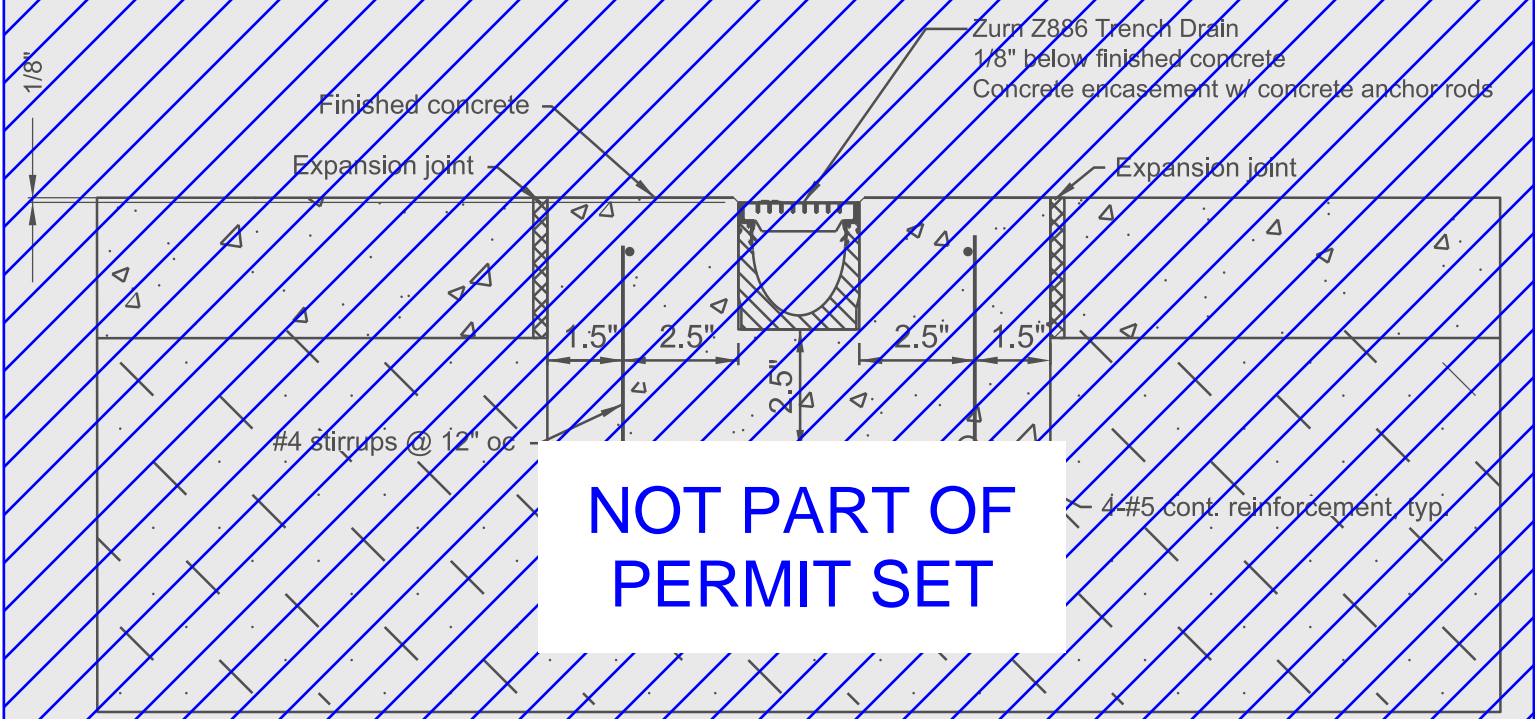 Zurn Z886 Trench Drain
1/8" below finished concrete
Concrete encasement w/ concrete anchor rods
1/8"
Finished concrete
Expansion joint
Expansion joint
1.5"
2.5"
2.5"
1.5"
2.5"
#4 stirrups @ 12" oc
4-#5 cont. reinforcement, typ.
NOT PART OF
PERMIT SET